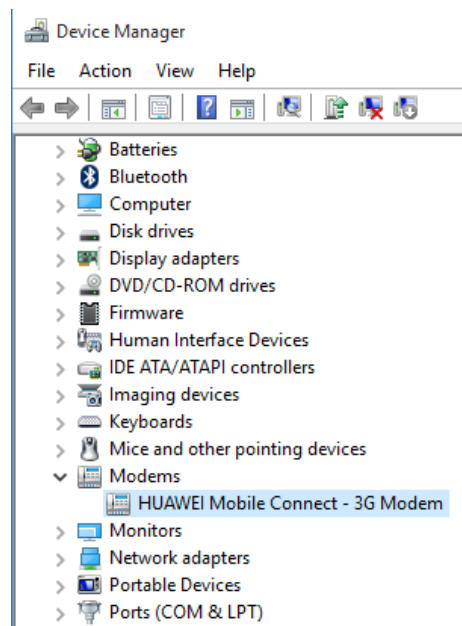 Device Manager
File Action View Help
Batteries
Bluetooth
Computer
Disk drives
Display adapters
DVD/CD-ROM drives
Firmware
Human Interface Devices
IDE ATA/ATAPI controllers
Imaging devices
Keyboards
Mice and other pointing devices
Modems
HUAWEI Mobile Connect - 3G Modem
Monitors
Network adapters
Portable Devices
Ports (COM & LPT)